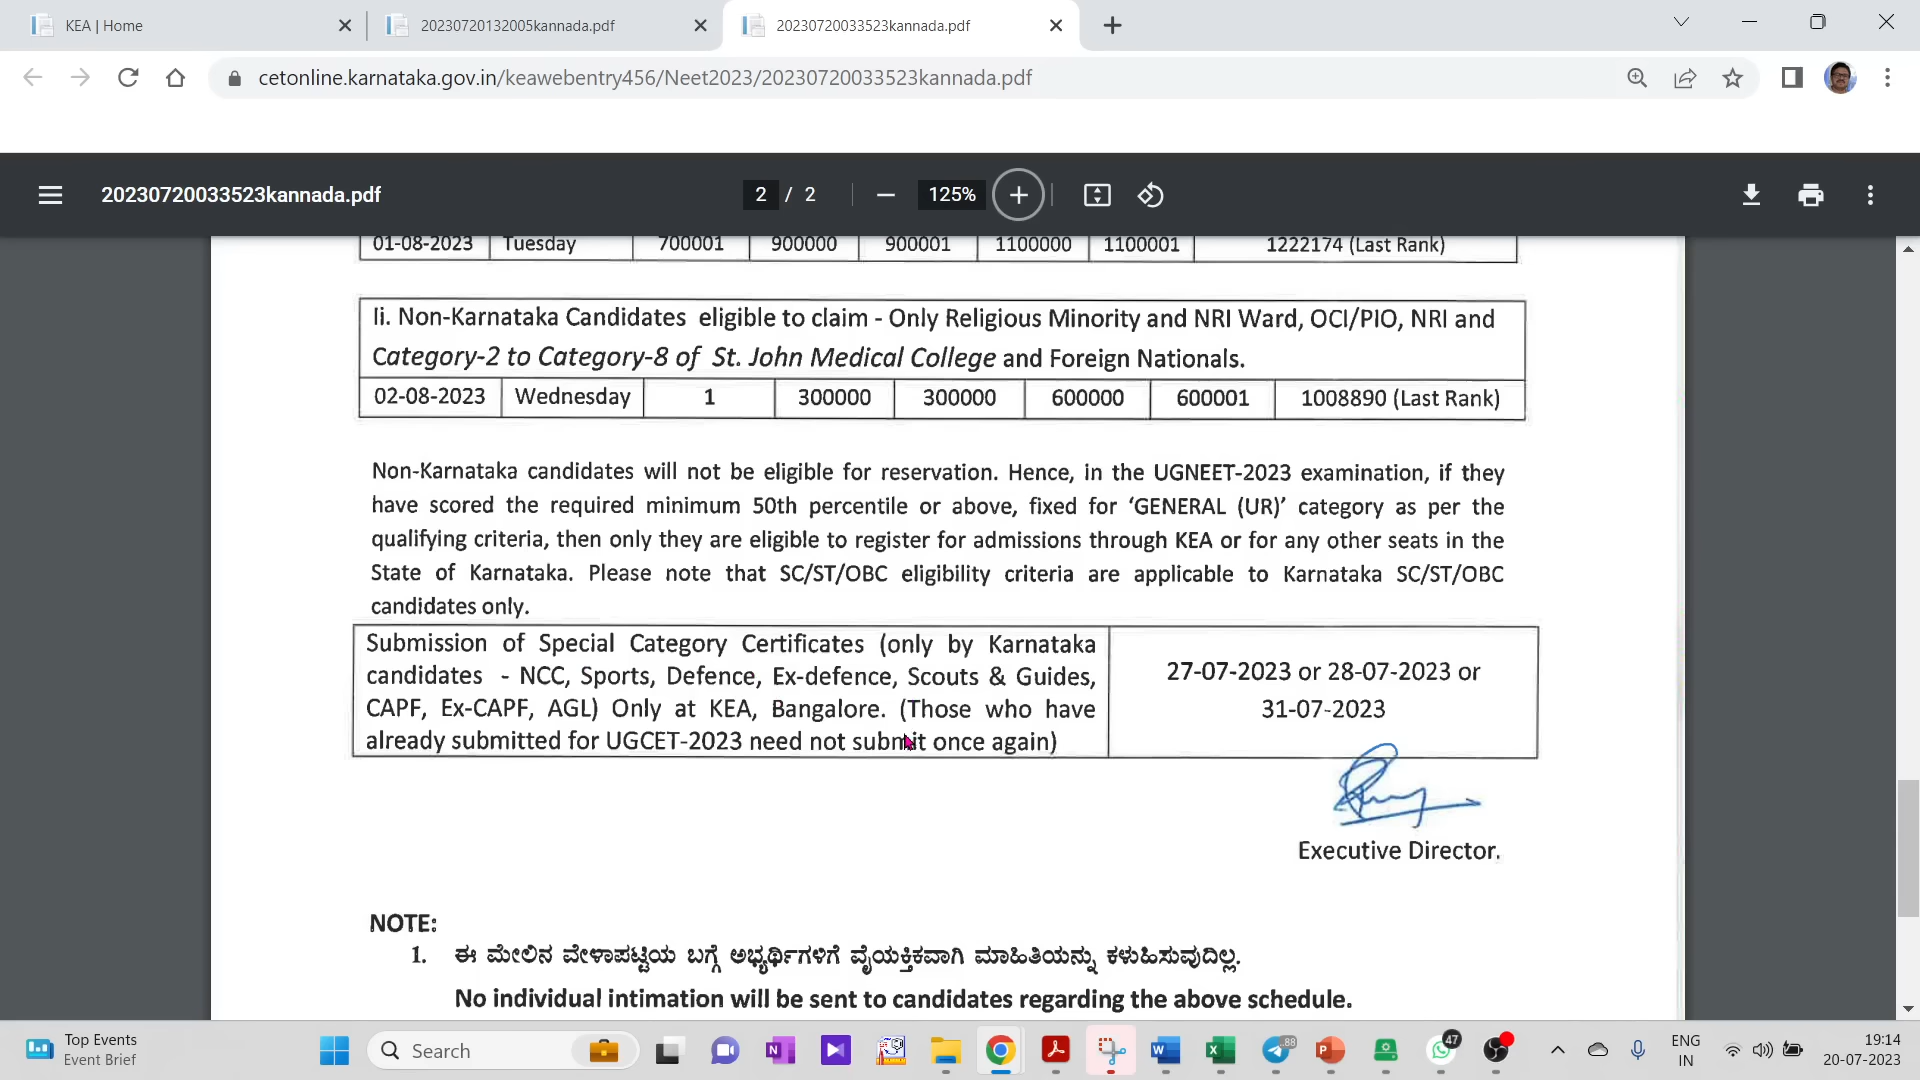 KEA | Home
20230720132005kannada.pdf
20230720033523kannada.pdf
cetonline.karnataka.gov.in/keawebentry456/Neet2023/20230720033523kannada.pdf
20230720033523kannada.pdf
2 / 2
125%
01-08-2023 Tuesday 700001 900000 900001 1100000 1100001 1222174 (Last Rank)
Ii. Non-Karnataka Candidates eligible to claim - Only Religious Minority and NRI Ward, OCI/PIO, NRI and
Category-2 to Category-8 of St. John Medical College and Foreign Nationals.
02-08-2023 Wednesday 1 300000 300000 600000 600001 1008890 (Last Rank)
Non-Karnataka candidates will not be eligible for reservation. Hence, in the UGNEET-2023 examination, if they
have scored the required minimum 50th percentile or above, fixed for ‘GENERAL (UR)’ category as per the
qualifying criteria, then only they are eligible to register for admissions through KEA or for any other seats in the
State of Karnataka. Please note that SC/ST/OBC eligibility criteria are applicable to Karnataka SC/ST/OBC
candidates only.
Submission of Special Category Certificates (only by Karnataka
candidates - NCC, Sports, Defence, Ex-defence, Scouts & Guides,
CAPF, Ex-CAPF, AGL) Only at KEA, Bangalore. (Those who have
already submitted for UGCET-2023 need not submit once again)
27-07-2023 or 28-07-2023 or
31-07-2023
Executive Director.
NOTE:
1. ಈ ಮೇಲಿನ ವೇಳಾಪಟ್ಟಿಯ ಬಗ್ಗೆ ಅಭ್ಯರ್ಥಿಗಳಿಗೆ ವೈಯಕ್ತಿಕವಾಗಿ ಮಾಹಿತಿಯನ್ನು ಕಳುಹಿಸುವುದಿಲ್ಲ.
No individual intimation will be sent to candidates regarding the above schedule.
Top Events
Event Brief
Search
88
47
ENG
IN
19:14
20-07-2023